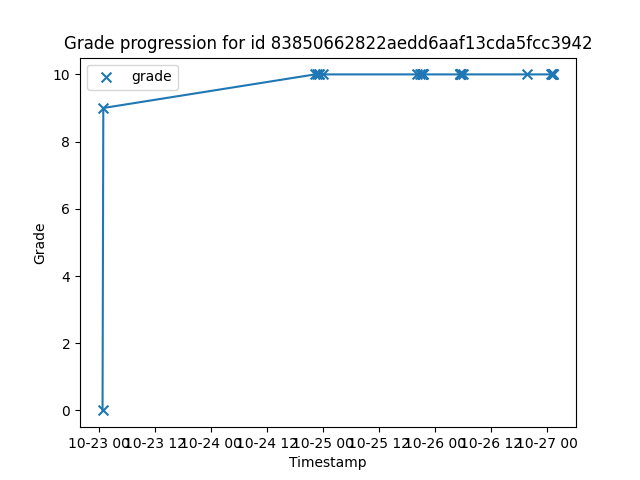 Grade progression for id 83850662822aedd6aaf13cda5fcc3942
grade
10
8
6
4
2
0
Grade
10-23 00 10-23 12 10-24 00 10-24 12 10-25 00 10-25 12 10-26 00 10-26 12 10-27 00
Timestamp